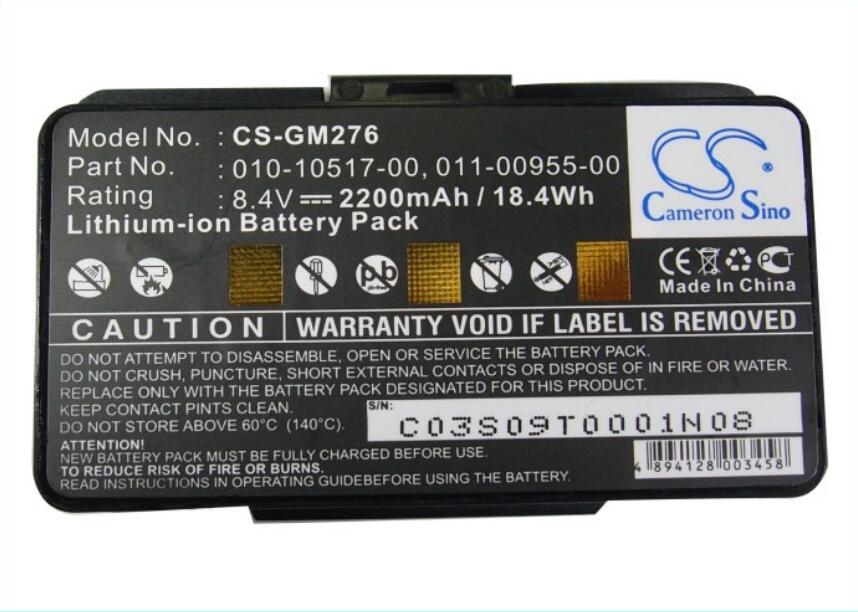 Model No. : CS-GM276
Part No. : 010-10517-00, 011-00955-00
Rating : 8.4V 2200mAh / 18.4Wh
Lithium-ion Battery Pack
CS ®
Cameron Sino
pb
CE PCT
Made In China
CAUTION WARRANTY VOID IF LABEL IS REMOVED
DO NOT ATTEMPT TO DISASSEMBLE, OPEN OR SERVICE THE BATTERY PACK.
DO NOT CRUSH, PUNCTURE, SHORT EXTERNAL CONTACTS OR DISPOSE OF IN FIRE OR WATER.
REPLACE ONLY WITH THE BATTERY PACK DESIGNATED FOR THIS EQUIPMENT.
KEEP CONTACT PINTS CLEAN.
DO NOT STORE ABOVE 60°C (140°C).
S/N:
C03S09T0001N08
ATTENTION!
NEW BATTERY PACK MUST BE FULLY CHARGED BEFORE USE.
TO REDUCE RISK OF FIRE OR BURNS.
READ INSTRUCTIONS IN OPERATING GUIDEBEFORE USING THE BATTERY.
4 894128 003458